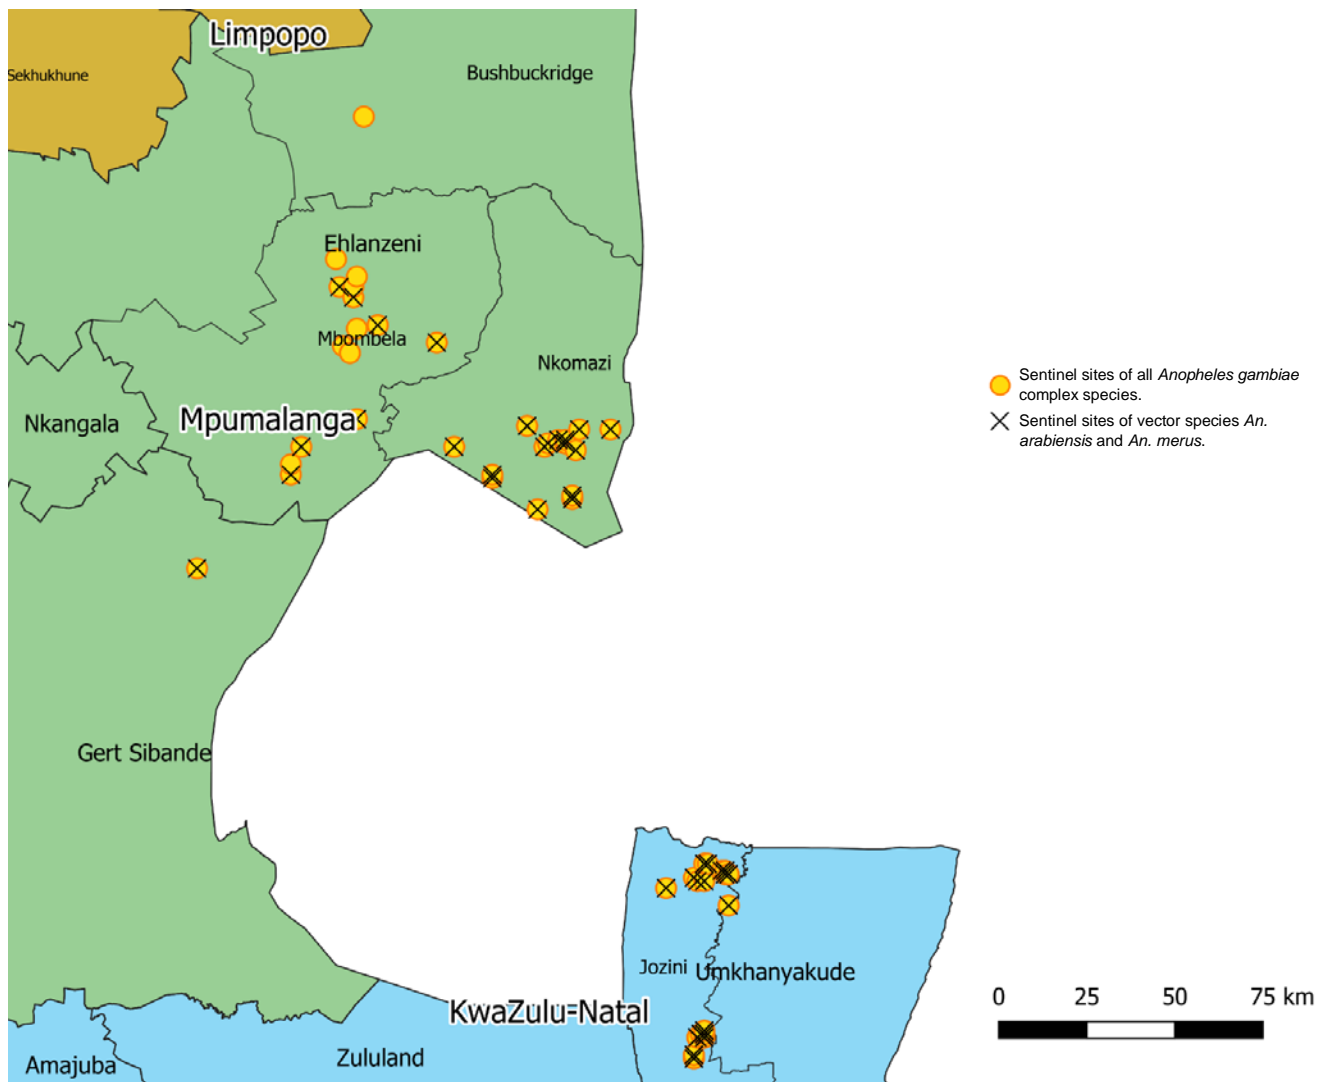 Limpopo
Sekhukhune
Bushbuckridge
Ehlanzeni
Mbombela
Nkomazi
Sentinel sites of all Anopheles gambiae
complex species.
Sentinel sites of vector species An.
arabiensis and An. merus.
Nkangala
Mpumalanga
Gert Sibande
Jozini
Umkhanyakude
KwaZulu-Natal
0 25 50 75 km
Zululand
Amajuba